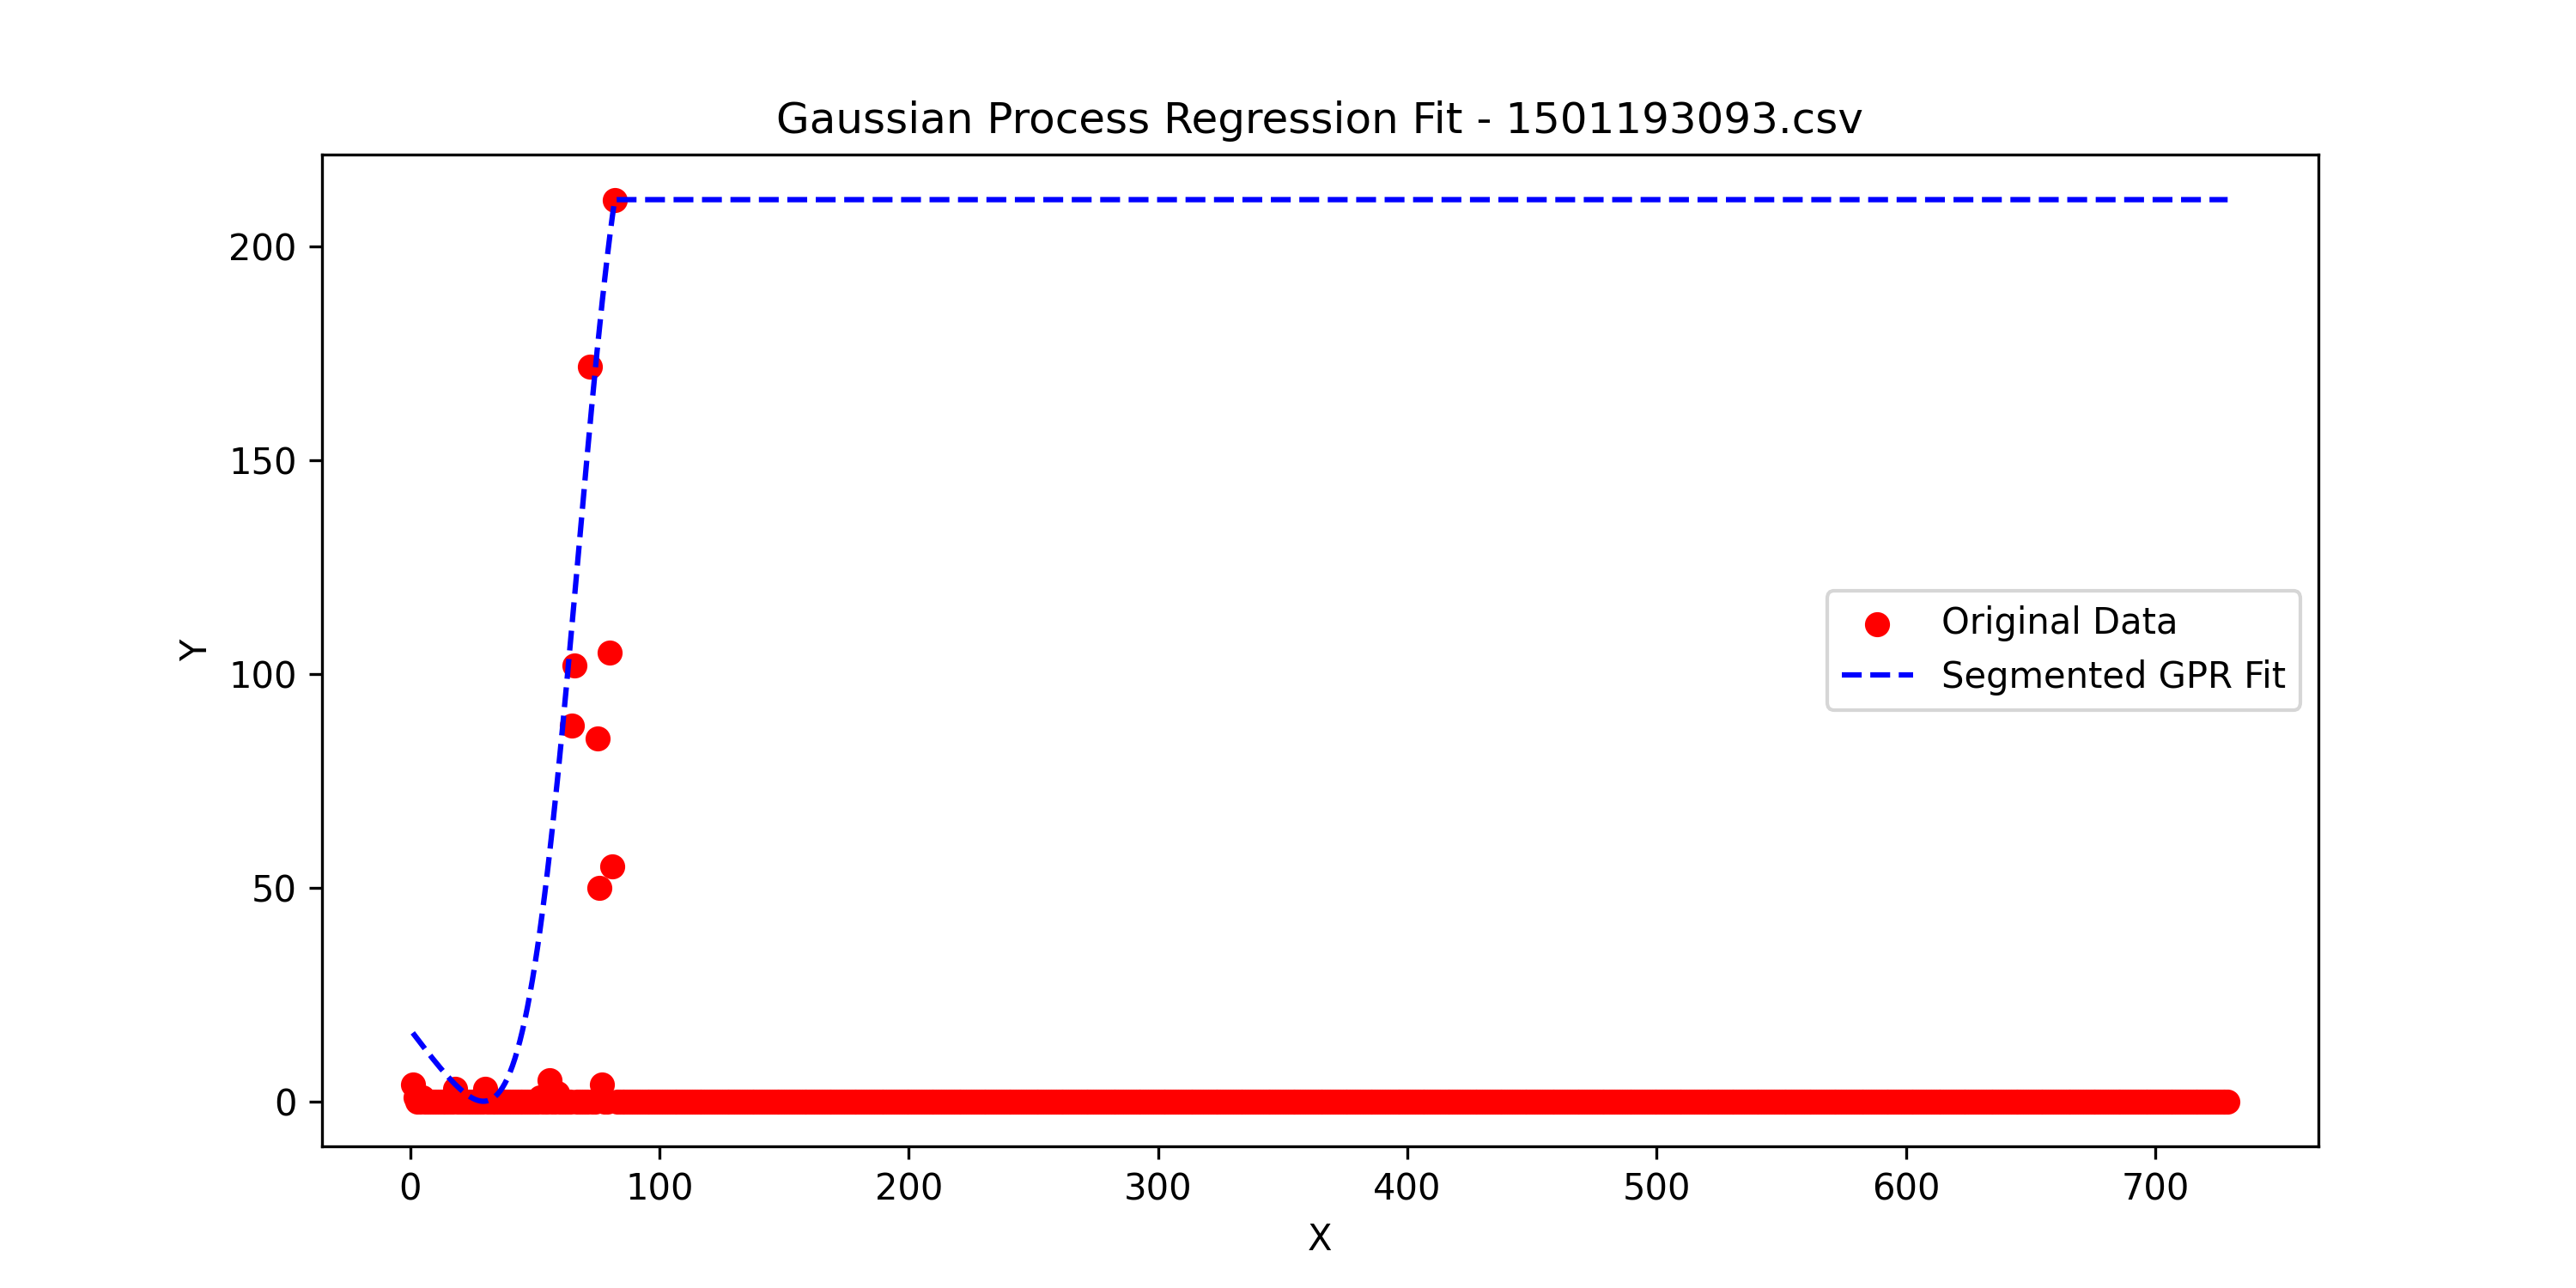 Gaussian Process Regression Fit - 1501193093.csv
200
150
100
50
0
Y
Original Data
Segmented GPR Fit
0 100 200 300 400 500 600 700
X